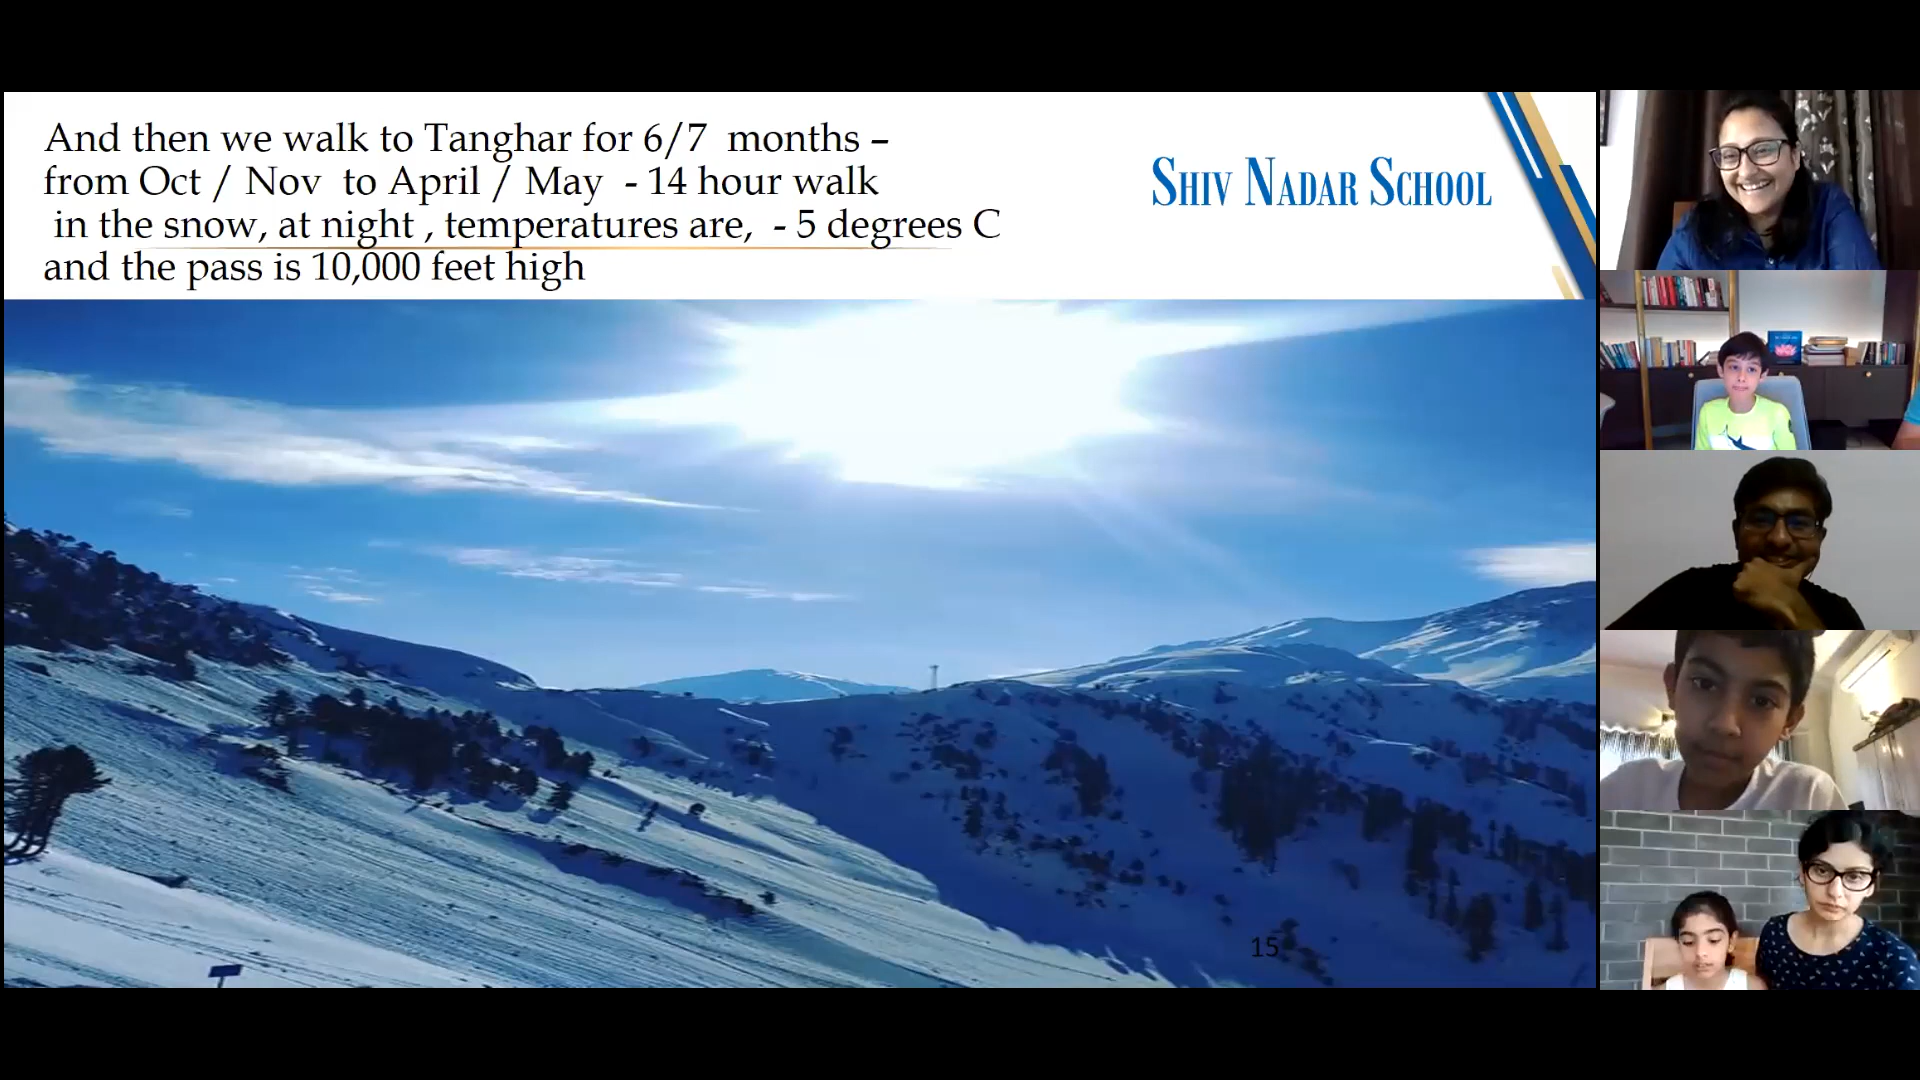 And then we walk to Tanghar for 6/7 months –
from Oct / Nov to April / May - 14 hour walk
in the snow, at night , temperatures are, - 5 degrees C
and the pass is 10,000 feet high
SHIV NADAR SCHOOL
15